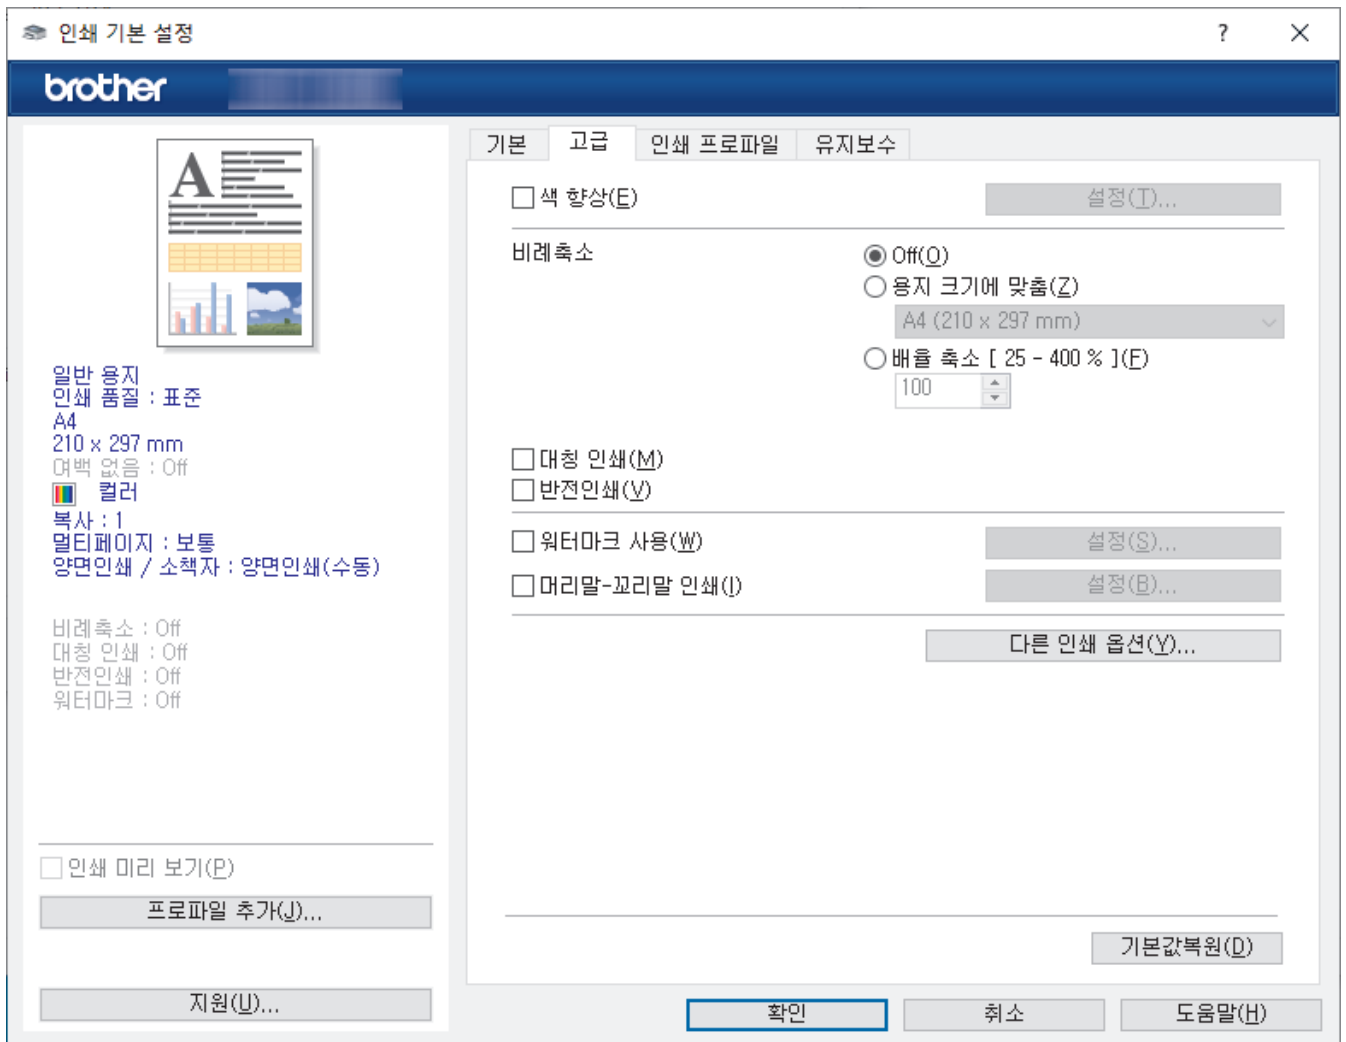 인쇄 기본 설정
?
brother
A
일반 용지
인쇄 품질 : 표준
A4
210 x 297 mm
여백 없음 : Off
컬러
복사 : 1
멀티페이지 : 보통
양면인쇄 / 소책자 : 양면인쇄(수동)
비례축소 : Off
대칭 인쇄 : Off
반전인쇄 : Off
워터마크 : Off
인쇄 미리 보기(P)
프로파일 추가(J)...
지원(U)...
기본 고급 인쇄 프로파일 유지보수
색 향상(E) 설정(T)...
비례축소 Off(O)
용지 크기에 맞춤(Z)
A4 (210 x 297 mm)
배율 축소 [ 25 - 400 % ](F)
100
대칭 인쇄(M)
반전인쇄(V)
워터마크 사용(W) 설정(S)...
머리말-꼬리말 인쇄(I) 설정(B)...
다른 인쇄 옵션(Y)...
기본값복원(D)
확인 취소 도움말(H)